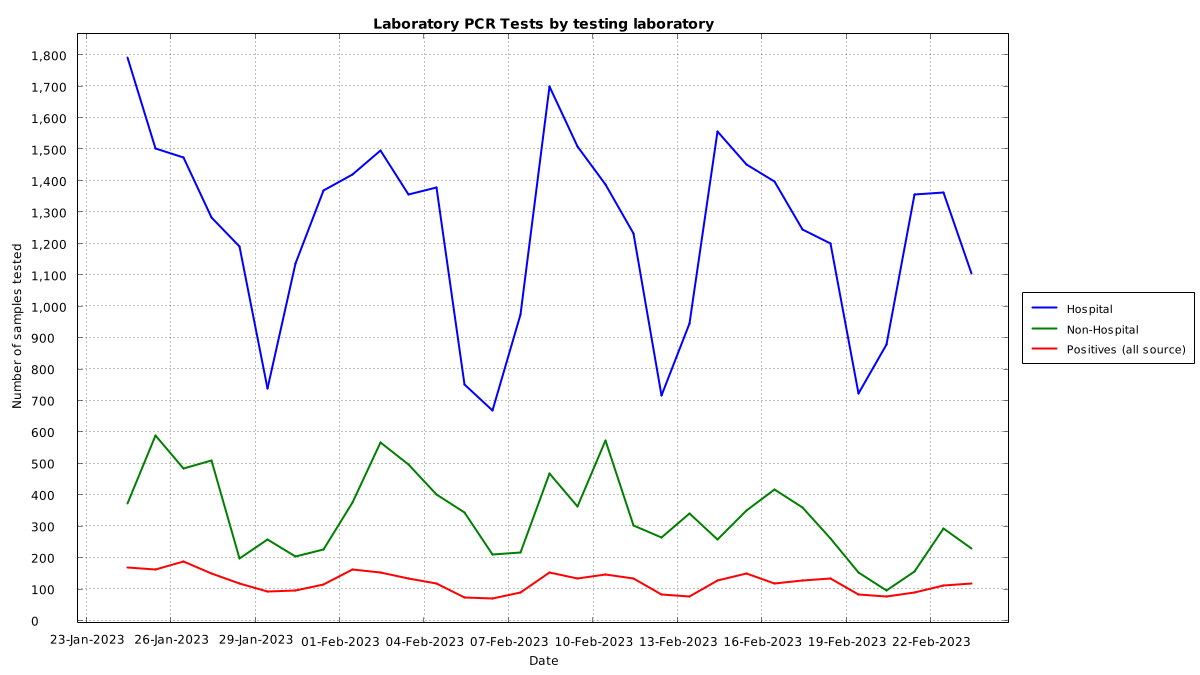 Laboratory PCR Tests by testing laboratory
Number of samples tested
1,800
1,700
1,600
1,500
1,400
1,300
1,200
1,100
1,000
900
800
700
600
500
400
300
200
100
0
23-Jan-2023 26-Jan-2023 29-Jan-2023 01-Feb-2023 04-Feb-2023 07-Feb-2023 10-Feb-2023 13-Feb-2023 16-Feb-2023 19-Feb-2023 22-Feb-2023
Date
Hospital
Non-Hospital
Positives (all source)